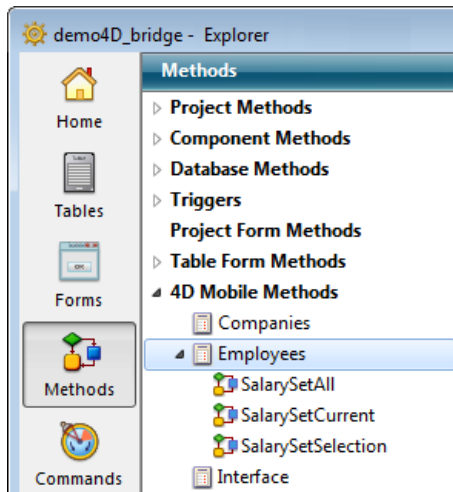 demo4D_bridge - Explorer
Home
Tables
Forms
Methods
Commands
Methods
Project Methods
Component Methods
Database Methods
Triggers
Project Form Methods
Table Form Methods
4D Mobile Methods
Companies
Employees
SalarySetAll
SalarySetCurrent
SalarySetSelection
Interface